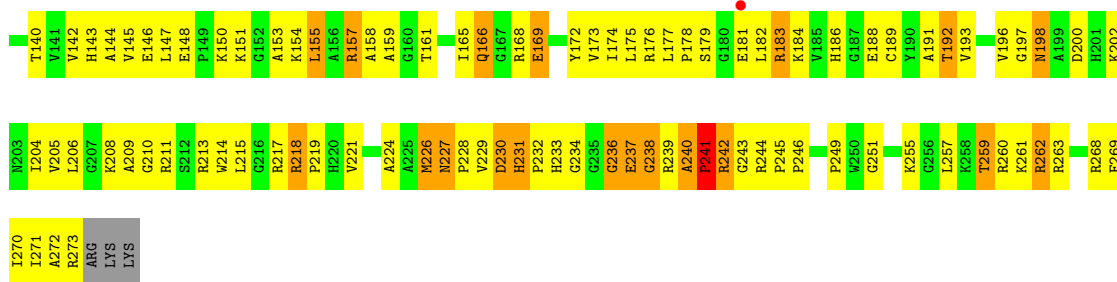 T140 V141 V142 H143 A144 V145 E146 L147 E148 P149 K150 K151 G152 A153 K154 L155 A156 R157 A158 A159 G160 T161 I165 Q166 G167 R168 E169 Y172 V173 I174 L175 R176 L177 P178 S179 G180 E181 L182 R183 K184 V185 H186 G187 E188 C189 Y190 A191 T192 V193 V196 G197 N198 A199 D200 H201 K202
N203 I204 V205 L206 G207 K208 A209 G210 R211 S212 R213 W214 L215 G216 R217 R218 P219 H220 V221 A224 A225 M226 N227 P228 V229 D230 H231 P232 H233 G234 G235 G236 E237 G238 R239 A240 P241 R242 G243 R244 P245 P246 P249 W250 G251 K255 G256 L257 K258 T259 R260 K261 R262 R263 R268 F269
I270 I271 A272 R273 ARG LYS LYS